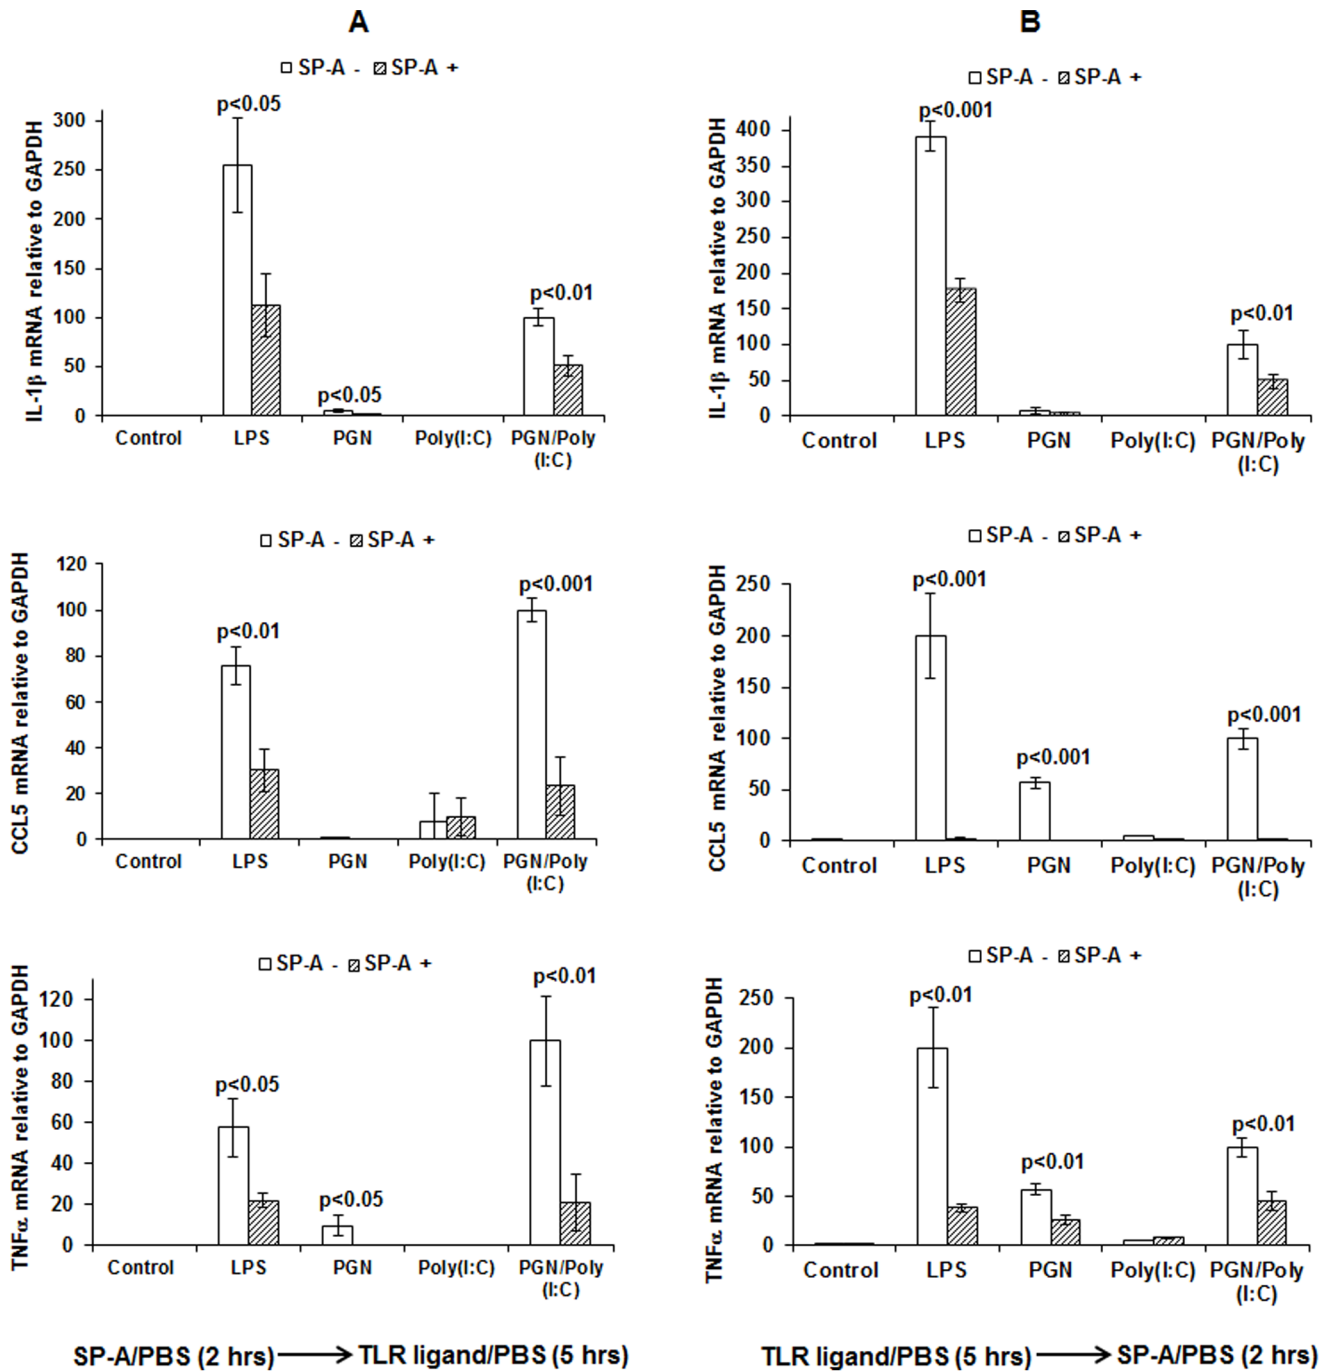 A
SP-A - SP-A +
IL-1β mRNA relative to GAPDH
300
250
200
150
100
50
0
p<0.05
p<0.05
p<0.01
Control LPS PGN Poly(I:C) PGN/Poly
(I:C)
SP-A - SP-A +
CCL5 mRNA relative to GAPDH
120
100
80
60
40
20
0
p<0.01
p<0.001
Control LPS PGN Poly(I:C) PGN/Poly
(I:C)
SP-A - SP-A +
TNFα mRNA relative to GAPDH
120
100
80
60
40
20
0
p<0.05
p<0.05
p<0.01
Control LPS PGN Poly(I:C) PGN/Poly
(I:C)
SP-A/PBS (2 hrs) → TLR ligand/PBS (5 hrs)
B
SP-A - SP-A +
IL-1β mRNA relative to GAPDH
400
350
300
250
200
150
100
50
0
p<0.001
p<0.01
Control LPS PGN Poly(I:C) PGN/Poly
(I:C)
SP-A - SP-A +
CCL5 mRNA relative to GAPDH
250
200
150
100
50
0
p<0.001
p<0.001
p<0.001
Control LPS PGN Poly(I:C) PGN/Poly
(I:C)
SP-A - SP-A +
TNFα mRNA relative to GAPDH
250
200
150
100
50
0
p<0.01
p<0.01
p<0.01
Control LPS PGN Poly(I:C) PGN/Poly
(I:C)
TLR ligand/PBS (5 hrs) → SP-A/PBS (2 hrs)